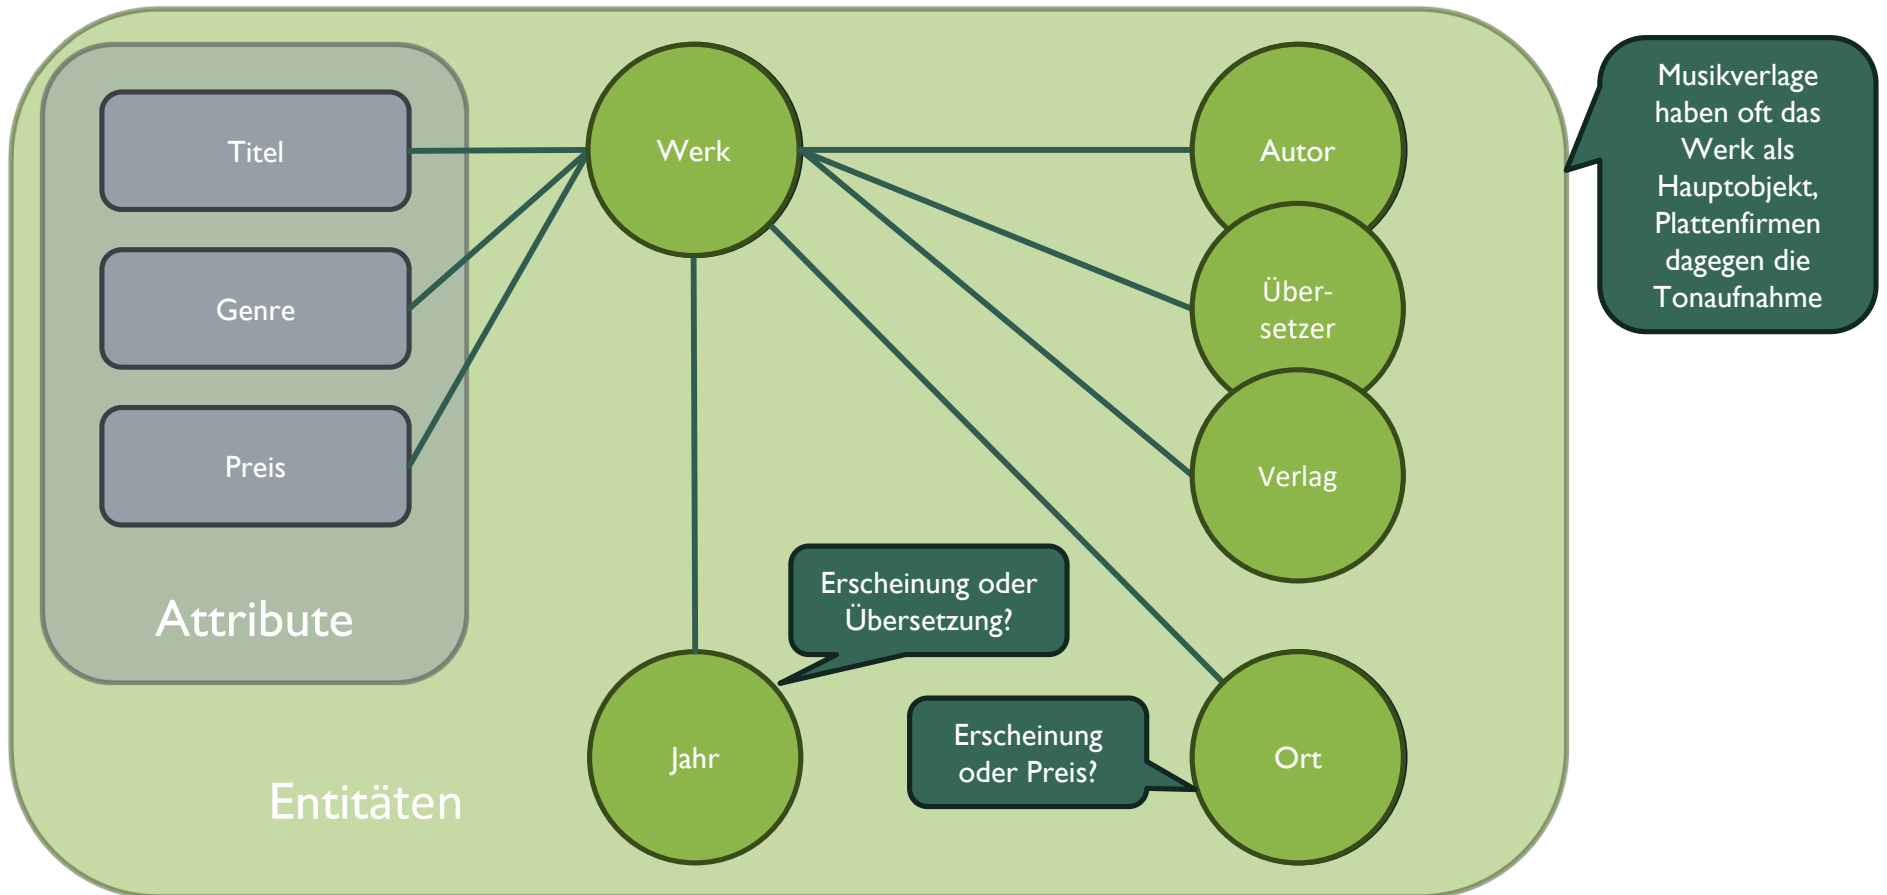 Titel
Genre
Preis
Attribute
Entitäten
Werk
Autor
Über-
setzer
Verlag
Erscheinung oder
Übersetzung?
Jahr
Erscheinung
oder Preis?
Ort
Musikverlage
haben oft das
Werk als
Hauptobjekt,
Plattenfirmen
dagegen die
Tonaufnahme